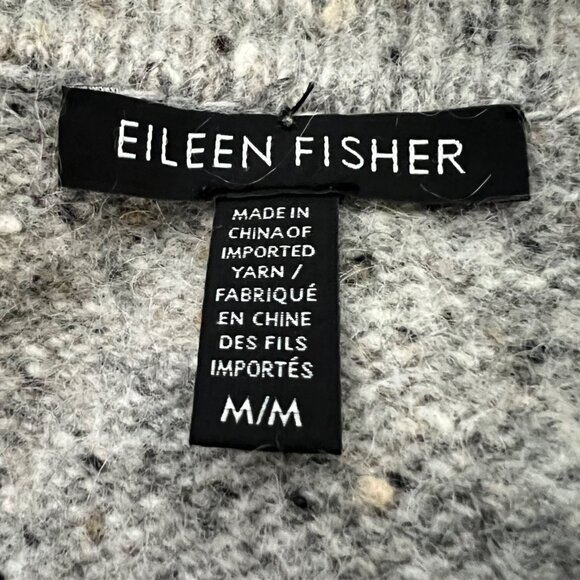 EILEEN FISHER
MADE IN
CHINA OF
IMPORTED
YARN /
FABRIQUÉ
EN CHINE
DES FILS
IMPORTÉS
M/M